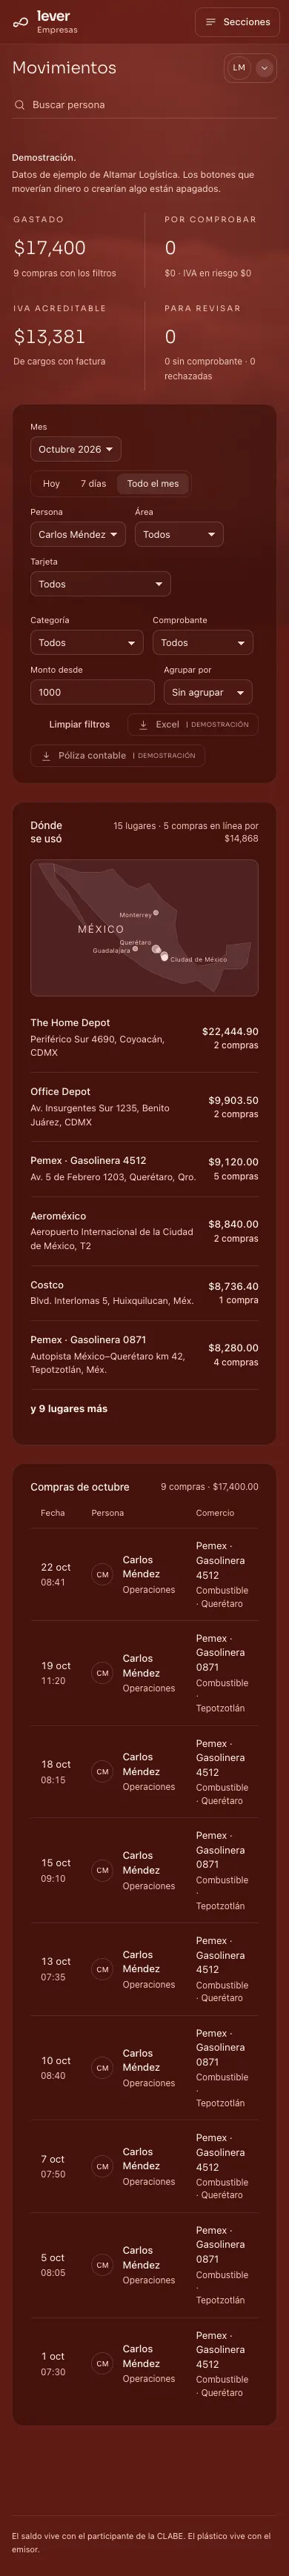 lever
Empresas
Secciones
Movimientos
LM
Buscar persona
Demostración.
Datos de ejemplo de Altamar Logística. Los botones que
moverían dinero o crearían algo están apagados.
GASTADO
$17,400
9 compras con los filtros
POR COMPROBAR
0
$0 · IVA en riesgo $0
IVA ACREDITABLE
$13,381
De cargos con factura
PARA REVISAR
0
0 sin comprobante · 0
rechazadas
Mes
Octubre 2026
Hoy
7 días
Todo el mes
Persona
Carlos Méndez
Área
Todos
Tarjeta
Todos
Categoría
Todos
Comprobante
Todos
Monto desde
1000
Agrupar por
Sin agrupar
Limpiar filtros
Excel | DEMOSTRACIÓN
Póliza contable | DEMOSTRACIÓN
Dónde
se usó
15 lugares · 5 compras en línea por
$14,868
MÉXICO
Monterrey
Querétaro
Guadalajara
Ciudad de México
The Home Depot
Periférico Sur 4690, Coyoacán,
CDMX
$22,444.90
2 compras
Office Depot
Av. Insurgentes Sur 1235, Benito
Juárez, CDMX
$9,903.50
2 compras
Pemex · Gasolinera 4512
Av. 5 de Febrero 1203, Querétaro, Qro.
$9,120.00
5 compras
Aeroméxico
Aeropuerto Internacional de la Ciudad
de México, T2
$8,840.00
2 compras
Costco
Blvd. Interlomas 5, Huixquilucan, Méx.
$8,736.40
1 compra
Pemex · Gasolinera 0871
Autopista México–Querétaro km 42,
Tepotzotlán, Méx.
$8,280.00
4 compras
y 9 lugares más
Compras de octubre
9 compras · $17,400.00
Fecha
Persona
Comercio
22 oct
08:41
CM
Carlos
Méndez
Operaciones
Pemex ·
Gasolinera
4512
Combustible
· Querétaro
19 oct
11:20
CM
Carlos
Méndez
Operaciones
Pemex ·
Gasolinera
0871
Combustible
·
Tepotzotlán
18 oct
08:15
CM
Carlos
Méndez
Operaciones
Pemex ·
Gasolinera
4512
Combustible
· Querétaro
15 oct
09:10
CM
Carlos
Méndez
Operaciones
Pemex ·
Gasolinera
0871
Combustible
·
Tepotzotlán
13 oct
07:35
CM
Carlos
Méndez
Operaciones
Pemex ·
Gasolinera
4512
Combustible
· Querétaro
10 oct
08:40
CM
Carlos
Méndez
Operaciones
Pemex ·
Gasolinera
0871
Combustible
·
Tepotzotlán
7 oct
07:50
CM
Carlos
Méndez
Operaciones
Pemex ·
Gasolinera
4512
Combustible
· Querétaro
5 oct
08:05
CM
Carlos
Méndez
Operaciones
Pemex ·
Gasolinera
0871
Combustible
·
Tepotzotlán
1 oct
07:30
CM
Carlos
Méndez
Operaciones
Pemex ·
Gasolinera
4512
Combustible
· Querétaro
El saldo vive con el participante de la CLABE. El plástico vive con el
emisor.